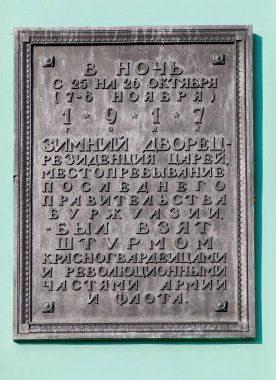 В НОЧЬ
С 25 НА 26 ОКТЯБРЯ
(7-8 НОЯБРЯ)
1·9·1·7
ГОДА
ЗИМНИЙ ДВОРЕЦ-
РЕЗИДЕНЦИЯ ЦАРЕЙ,
МЕСТОПРЕБЫВАНИЕ
ПОСЛЕДНЕГО
ПРАВИТЕЛЬСТВА
БУРЖУАЗИИ,
-БЫЛ ВЗЯТ
ШТУРМОМ
КРАСНОГВАРДЕЙЦАМИ
И РЕВОЛЮЦИОННЫМИ
ЧАСТЯМИ АРМИИ
И ФЛОТА.